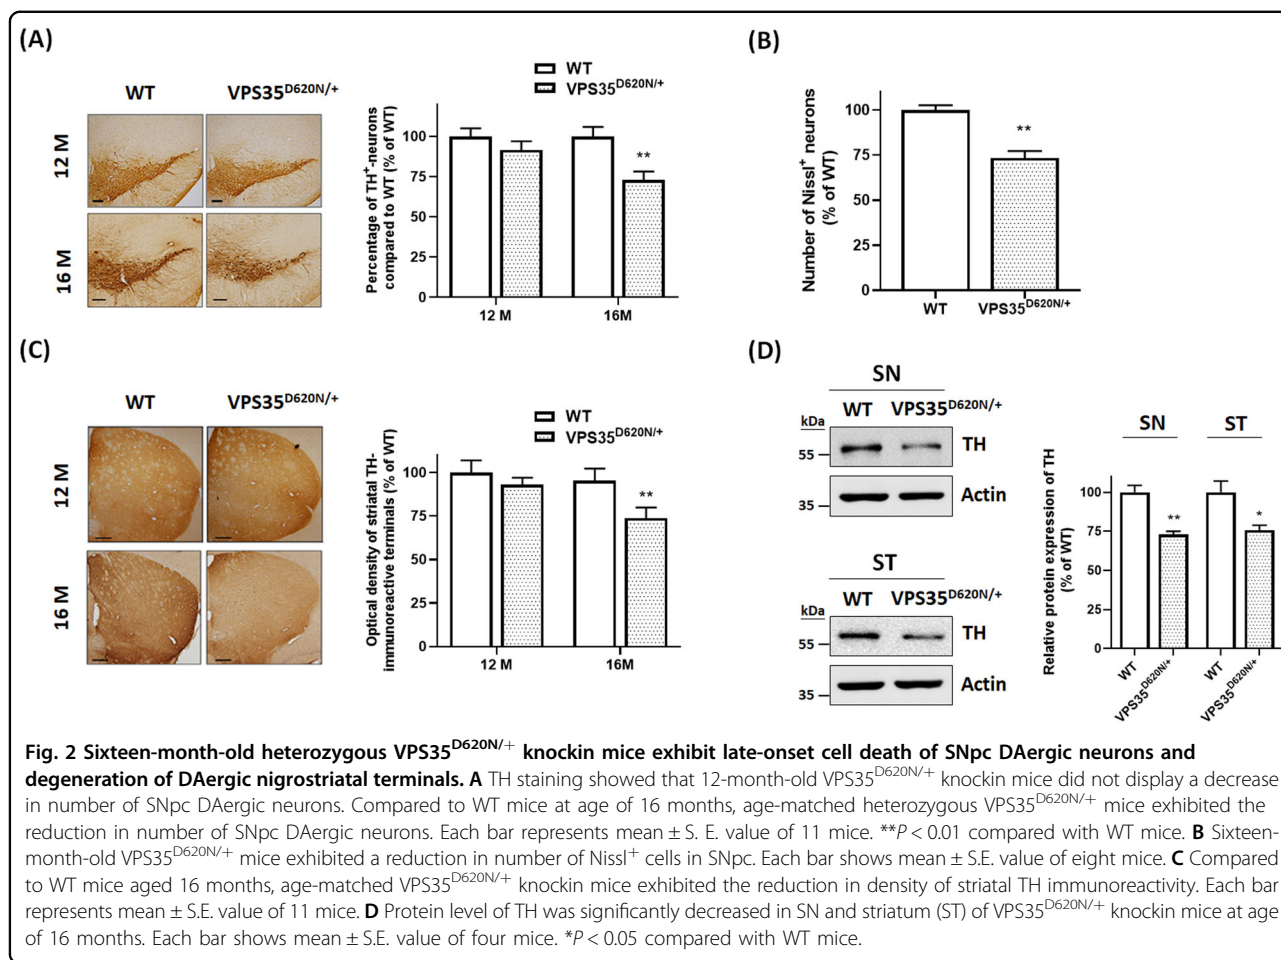 (A)
WT
VPS35D620N/+
12 M
16 M
WT
VPS35D620N/+
Percentage of TH+-neurons
compared to WT (% of WT)
100
75
50
25
0
**
12 M
16M
(B)
Number of Nissl+ neurons
(% of WT)
100
75
50
25
0
**
WT
VPS35D620N/+
(C)
WT
VPS35D620N/+
12 M
16 M
WT
VPS35D620N/+
Optical density of striatal TH-
immunoreactive terminals (% of WT)
100
75
50
25
0
**
12 M
16M
(D)
SN
WT
VPS35D620N/+
kDa
55
TH
35
Actin
ST
WT
VPS35D620N/+
kDa
55
TH
35
Actin
SN
ST
Relative protein expression of TH
(% of WT)
100
75
50
25
0
**
*
WT
VPS35D620N/+
WT
VPS35D620N/+
Fig. 2 Sixteen-month-old heterozygous VPS35D620N/+ knockin mice exhibit late-onset cell death of SNpc DAergic neurons and
degeneration of DAergic nigrostriatal terminals. A TH staining showed that 12-month-old VPS35D620N/+ knockin mice did not display a decrease
in number of SNpc DAergic neurons. Compared to WT mice at age of 16 months, age-matched heterozygous VPS35D620N/+ mice exhibited the
reduction in number of SNpc DAergic neurons. Each bar represents mean ± S. E. value of 11 mice. **P < 0.01 compared with WT mice. B Sixteen-
month-old VPS35D620N/+ mice exhibited a reduction in number of Nissl+ cells in SNpc. Each bar shows mean ± S.E. value of eight mice. C Compared
to WT mice aged 16 months, age-matched VPS35D620N/+ knockin mice exhibited the reduction in density of striatal TH immunoreactivity. Each bar
represents mean ± S.E. value of 11 mice. D Protein level of TH was significantly decreased in SN and striatum (ST) of VPS35D620N/+ knockin mice at age
of 16 months. Each bar shows mean ± S.E. value of four mice. *P < 0.05 compared with WT mice.